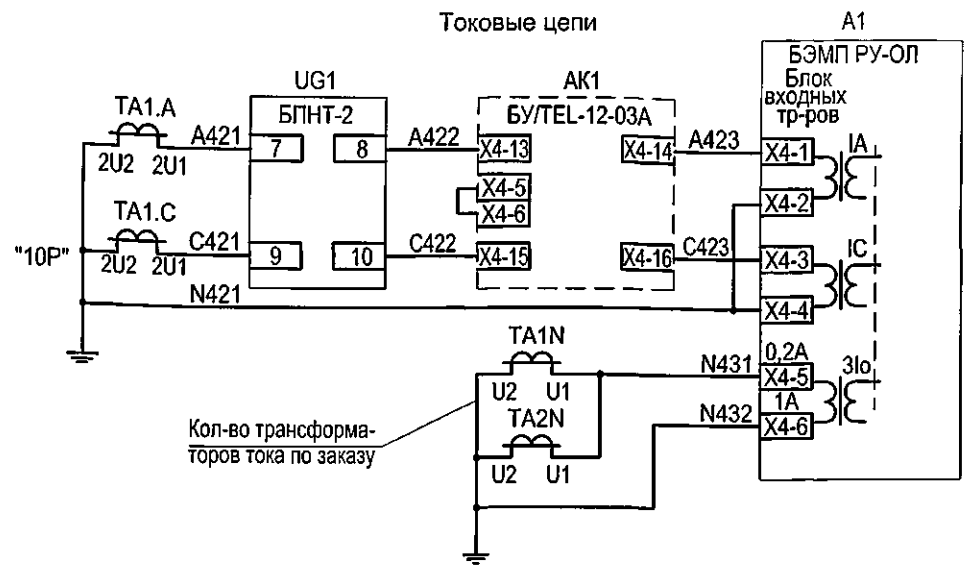 Токовые цепи
A1
БЭМП РУ-ОЛ
Блок
входных
тр-ров
UG1
АК1
БПНТ-2
БУ/TEL-12-03А
TA1.A
A421
7
8
A422
X4-13
X4-14
A423
X4-1
IA
2U2
2U1
X4-5
X4-2
X4-6
TA1.C
"10P"
C421
9
10
C422
X4-15
X4-16
C423
X4-3
IC
2U2
2U1
N421
X4-4
TA1N
0,2A
N431
X4-5
3Io
U2
U1
1A
TA2N
N432
X4-6
Кол-во трансформа-
торов тока по заказу
U2
U1